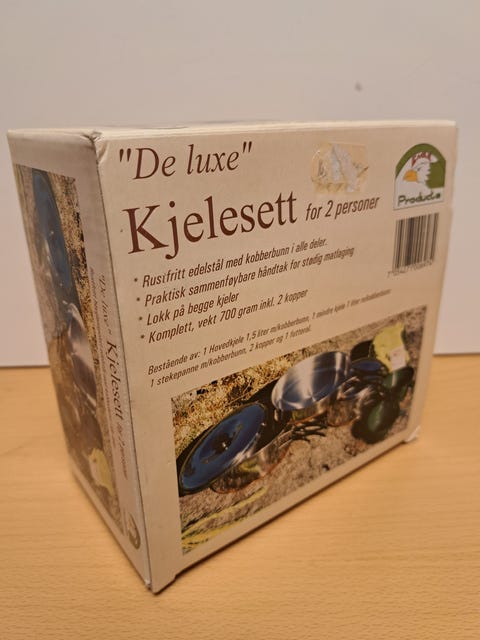 "De luxe"
Kjelesett for 2 personer
Products
* Rusfritt edelstål med kobberbunn i alle deler.
* Praktisk sammenføybare håndtak for stødig matlaging
* Lokk på begge kjeler
* Komplett, vekt 700 gram inkl. 2 kopper
Bestående av: 1 Hovedkjele 1,5 liter m/kobberbunn, 1 mindre kjele 1 liter m/kobberbunn,
1 stekepanne m/kobberbunn, 2 kopper og 1 futteral.
"De luxe" Kjelesett for 2 personer